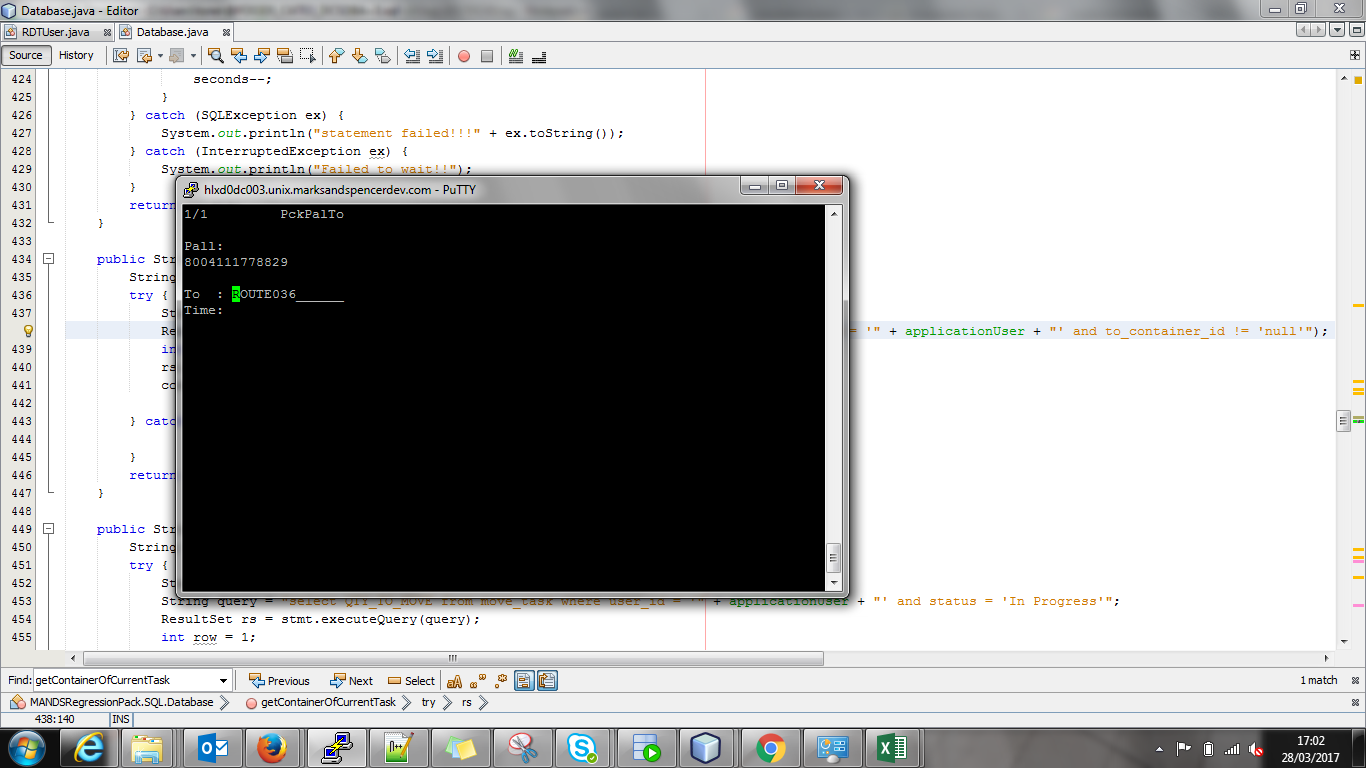 Database.java - Editor
RDTUser.java Database.java
Source History
424 seconds--;
425 }
426 } catch (SQLException ex) {
427 System.out.println("statement failed!!!" + ex.toString());
428 } catch (InterruptedException ex) {
429 System.out.println("Failed to wait!!");
430 }
431 return
432 }
433
434 public Str
435 String
436 try {
437 St
Re = '" + applicationUser + "' and to_container_id != 'null'");
439 in
440 rs
441 co
442
443 } catc
444
445 }
446 return
447 }
448
449 public Str
450 String
451 try {
452 St
453 String query = "select QTY_TO_MOVE from move_task where user_id = '" + applicationUser + "' and status = 'In Progress'";
454 ResultSet rs = stmt.executeQuery(query);
455 int row = 1;
hlxd0dc003.unix.marksandspencerdev.com - PuTTY
1/1 PckPalTo
Pall:
8004111778829
To : ROUTE036______
Time:
Find: getContainerOfCurrentTask Previous Next Select 1 match
MANDSRegressionPack.SQL.Database getContainerOfCurrentTask try rs
438:140 INS
17:02
28/03/2017